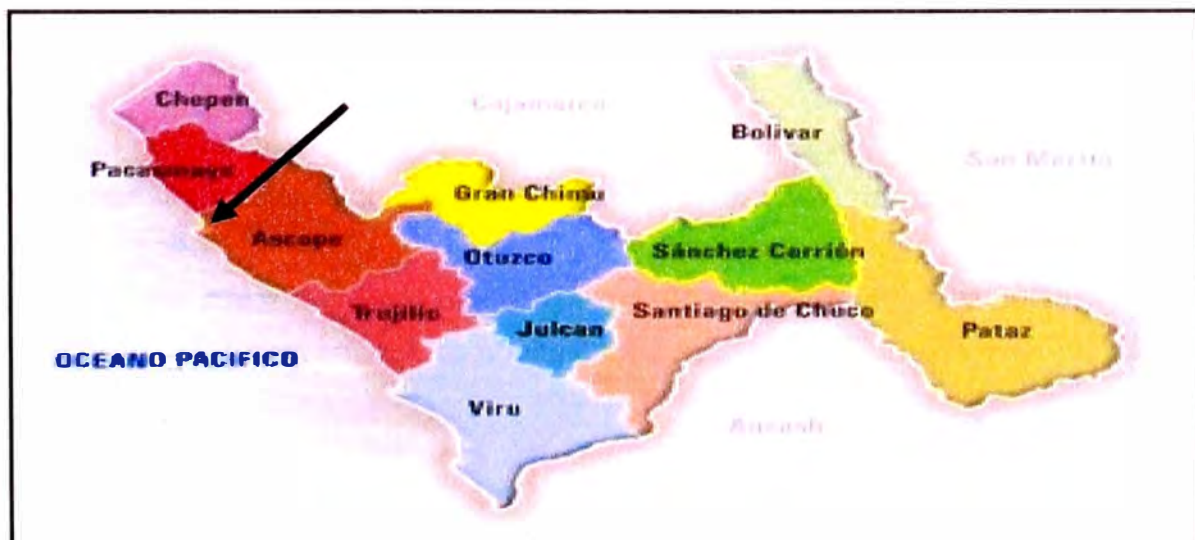 Chepen
Cajamarca
Bolivar
San Martin
Pacasmayo
Gran Chimu
Ascope
Otuzco
Sánchez Carrión
Trujillo
Julcan
Santiago de Chuco
Pataz
OCEANO PACIFICO
Viru
Ancash